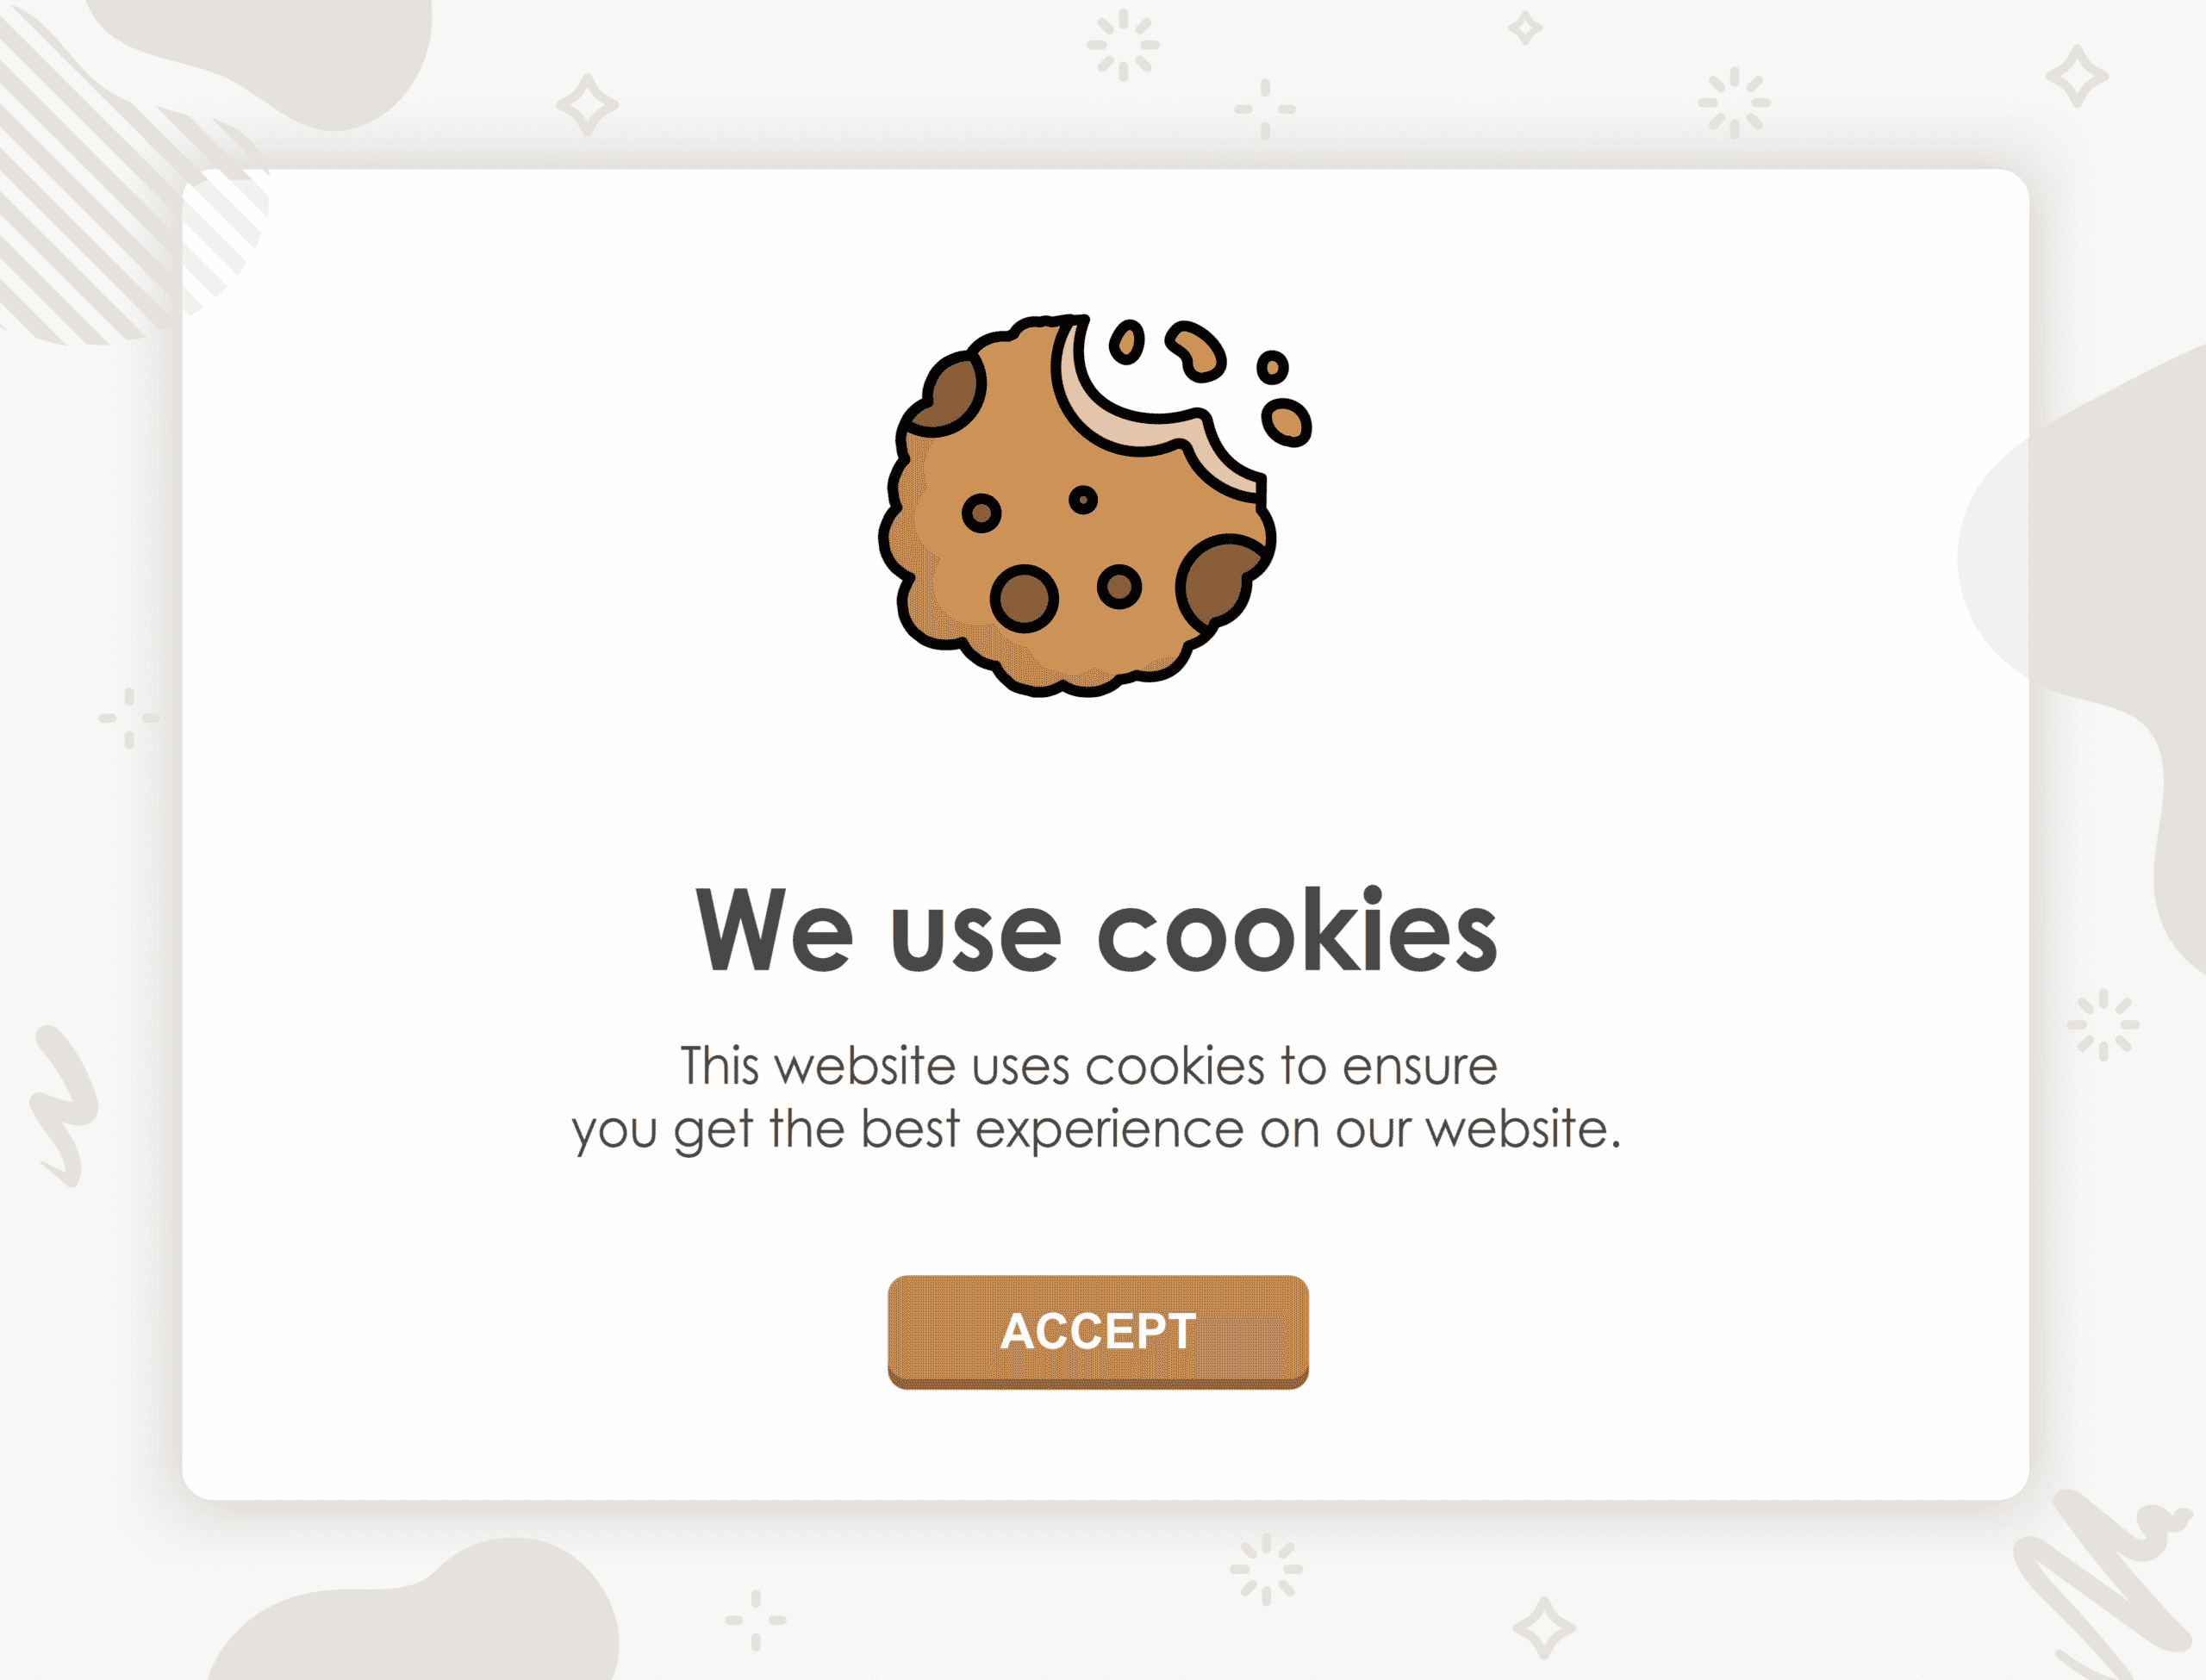 We use cookies
This website uses cookies to ensure
you get the best experience on our website.
ACCEPT